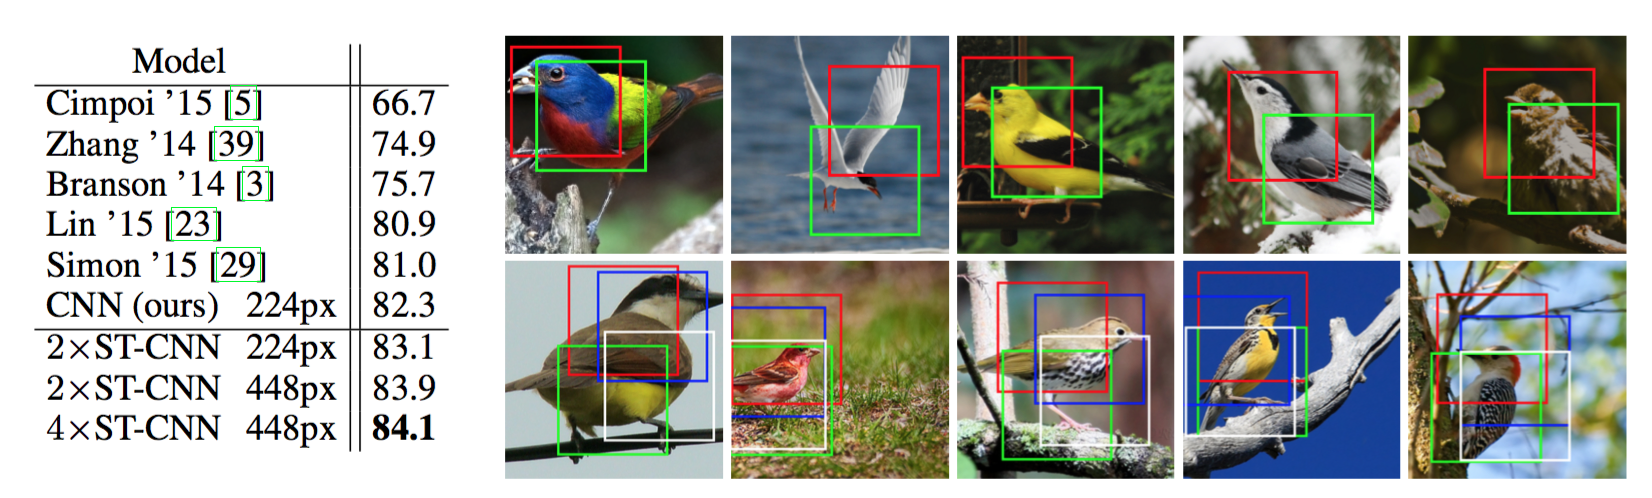 Model
Cimpoi ’15 [5] 66.7
Zhang ’14 [39] 74.9
Branson ’14 [3] 75.7
Lin ’15 [23] 80.9
Simon ’15 [29] 81.0
CNN (ours) 224px 82.3
2×ST-CNN 224px 83.1
2×ST-CNN 448px 83.9
4×ST-CNN 448px 84.1